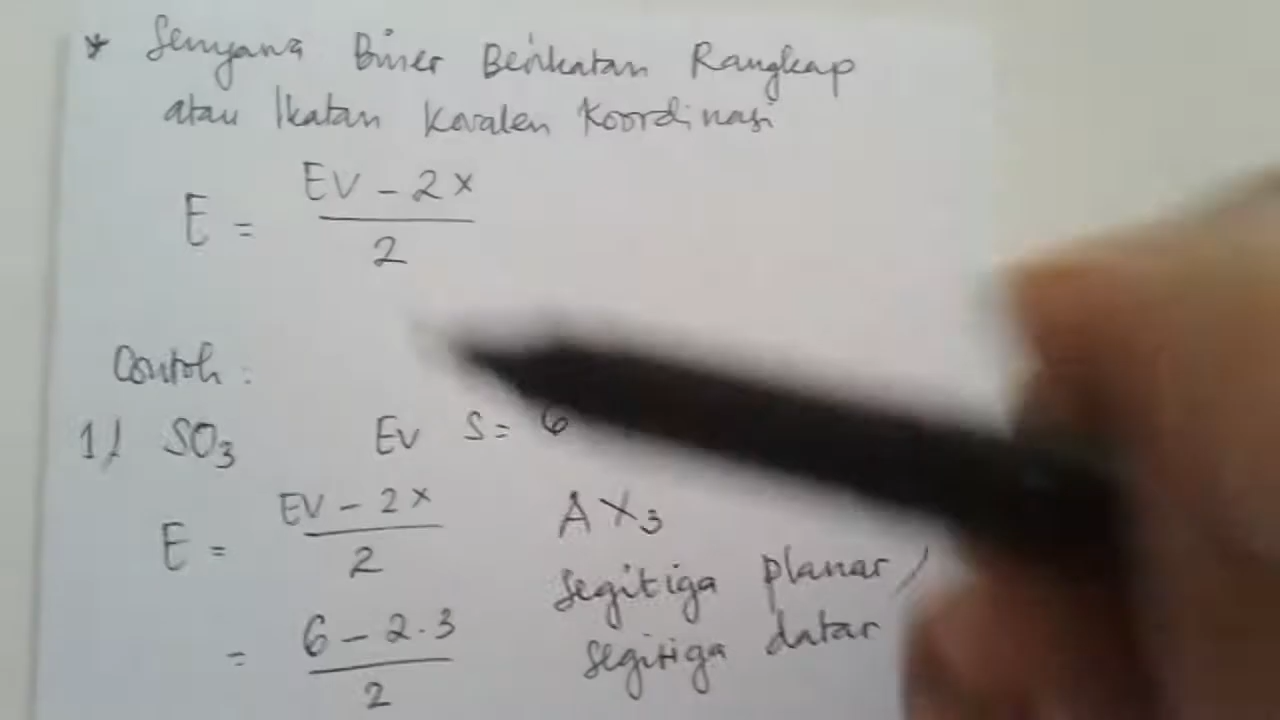 * Senyawa Biner Berikatan Rangkap
atau Ikatan Kovalen Koordinasi
E = EV - 2x / 2
Contoh :
1) SO₃ EV S = 6
E = EV - 2x / 2
AX₃
= 6 - 2.3 / 2
segitiga planar/
segitiga datar